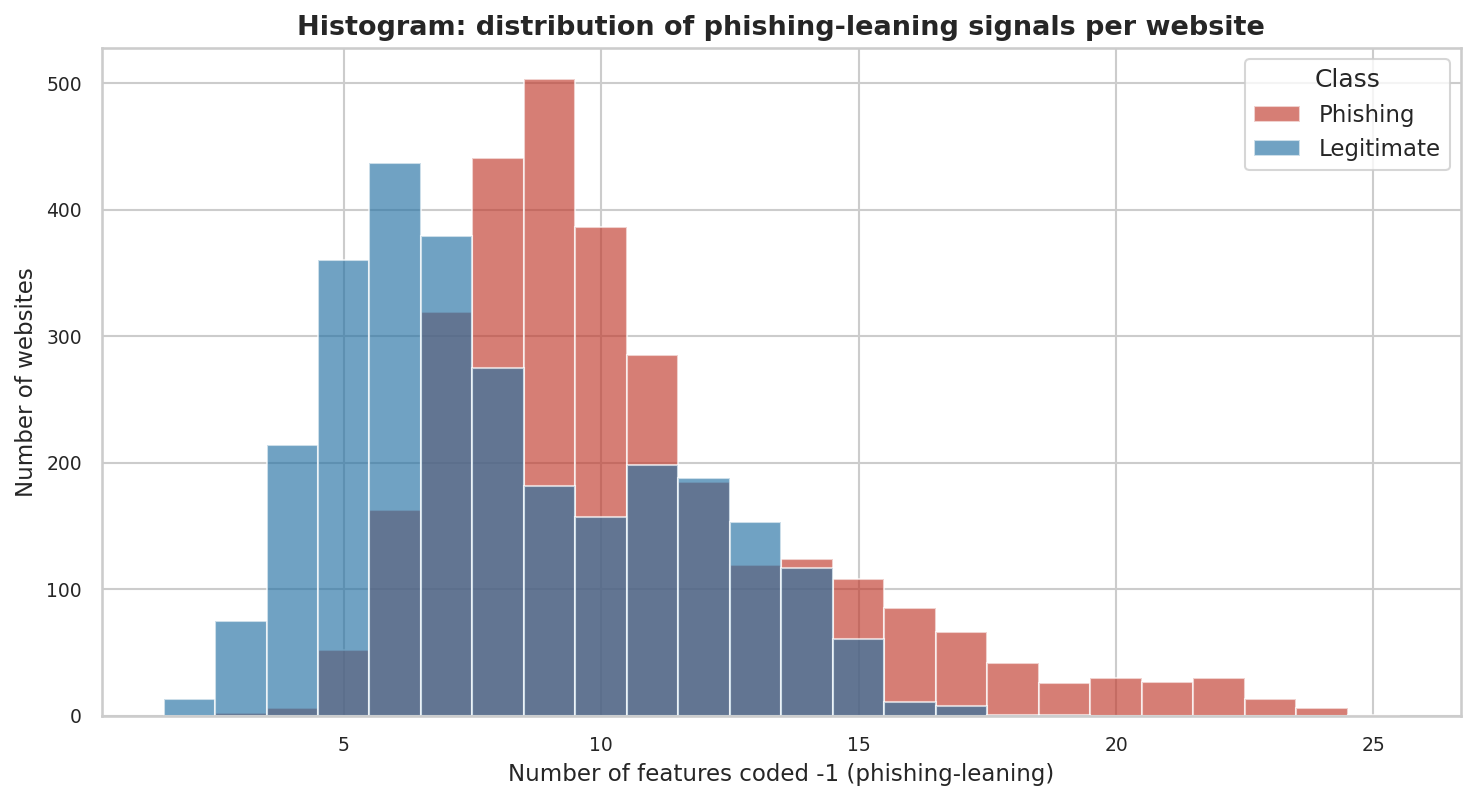 Histogram: distribution of phishing-leaning signals per website
Class
Phishing
Legitimate
Number of websites
500
400
300
200
100
0
5
10
15
20
25
Number of features coded -1 (phishing-leaning)